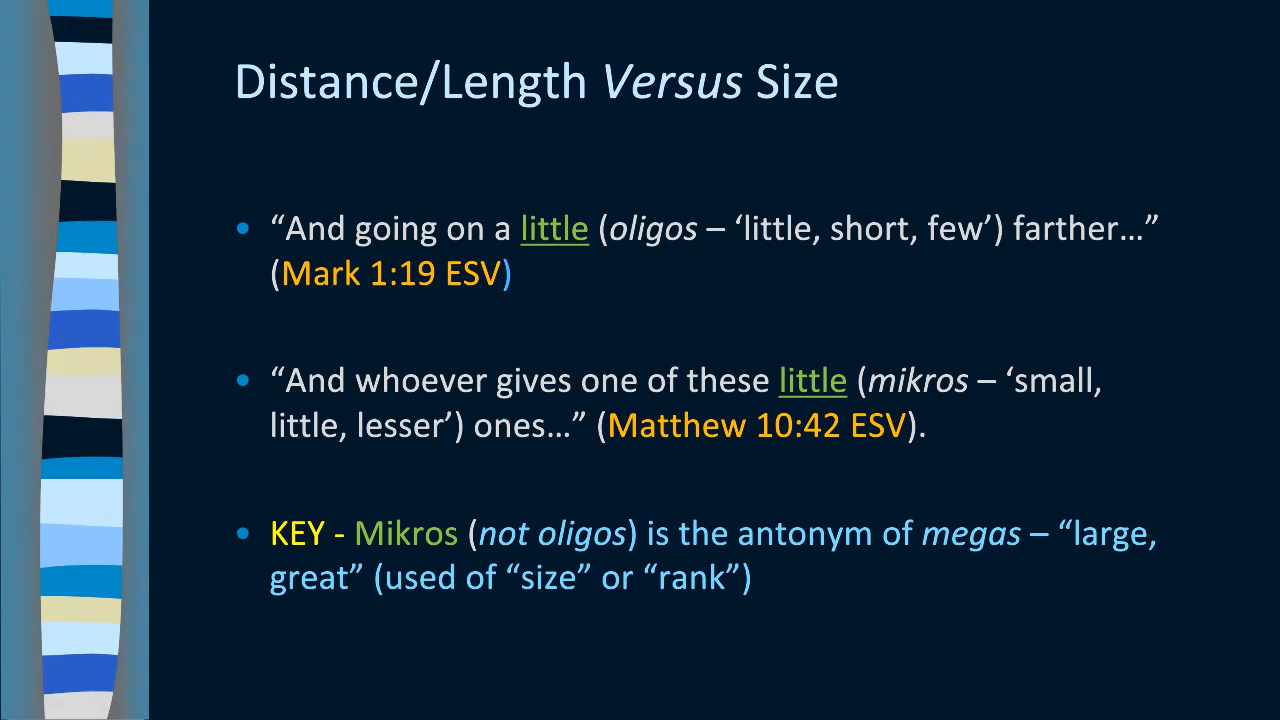 Distance/Length Versus Size
• “And going on a little (oligos – ‘little, short, few’) farther…”
(Mark 1:19 ESV)
• “And whoever gives one of these little (mikros – ‘small,
little, lesser’) ones…” (Matthew 10:42 ESV).
• KEY - Mikros (not oligos) is the antonym of megas – “large,
great” (used of “size” or “rank”)